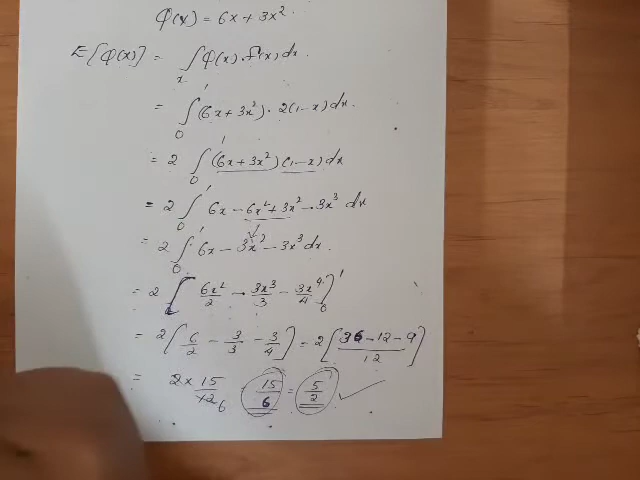 φ(x) = 6x + 3x².
E[φ(x)] = ∫ₓ φ(x)·f(x) dx.
= ∫₀¹ (6x + 3x²)· 2(1-x) dx.
= 2 ∫₀¹ (6x + 3x²)(1-x) dx
= 2 ∫₀¹ 6x - 6x² + 3x² - 3x³ dx
= 2 ∫₀¹ 6x - 3x² - 3x³ dx.
= 2 [6x²/2 - 3x³/3 - 3x⁴/4]₀¹
= 2[6/2 - 3/3 - 3/4] = 2[36-12-9/12]
= 2 × 15/12 6 15/6 = 5/2 ✓